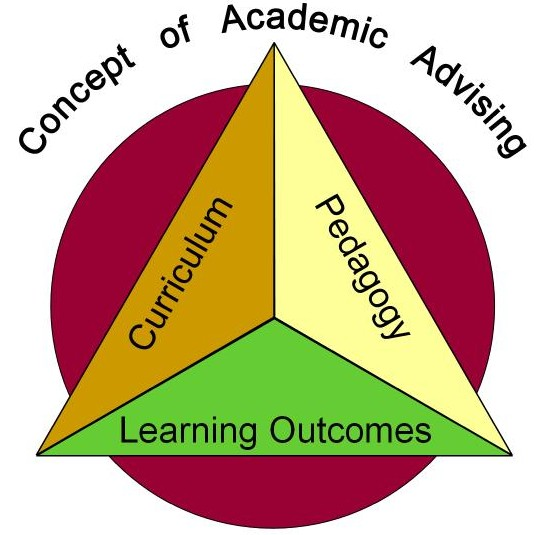 Concept of Academic Advising
Curriculum
Pedagogy
Learning Outcomes